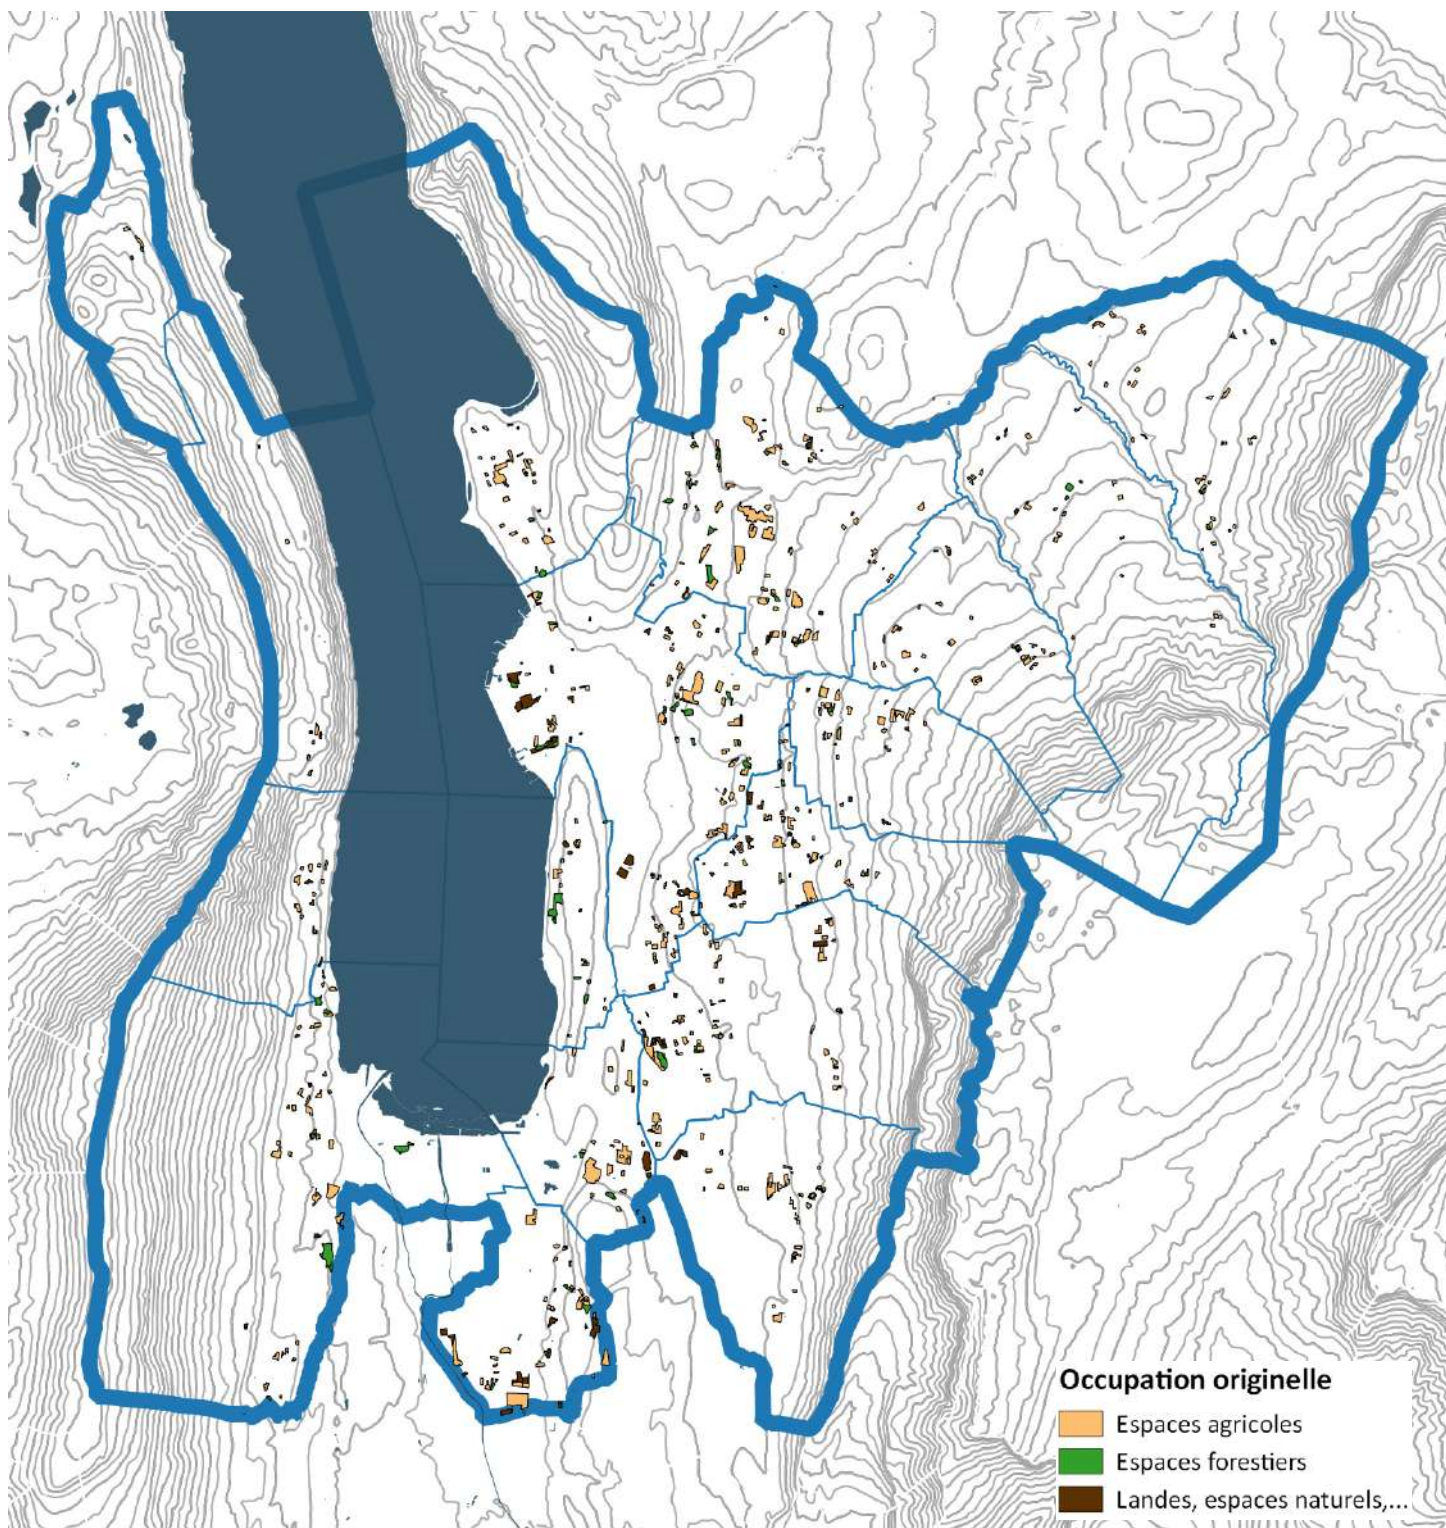 Occupation originelle
Espaces agricoles
Espaces forestiers
Landes, espaces naturels,...